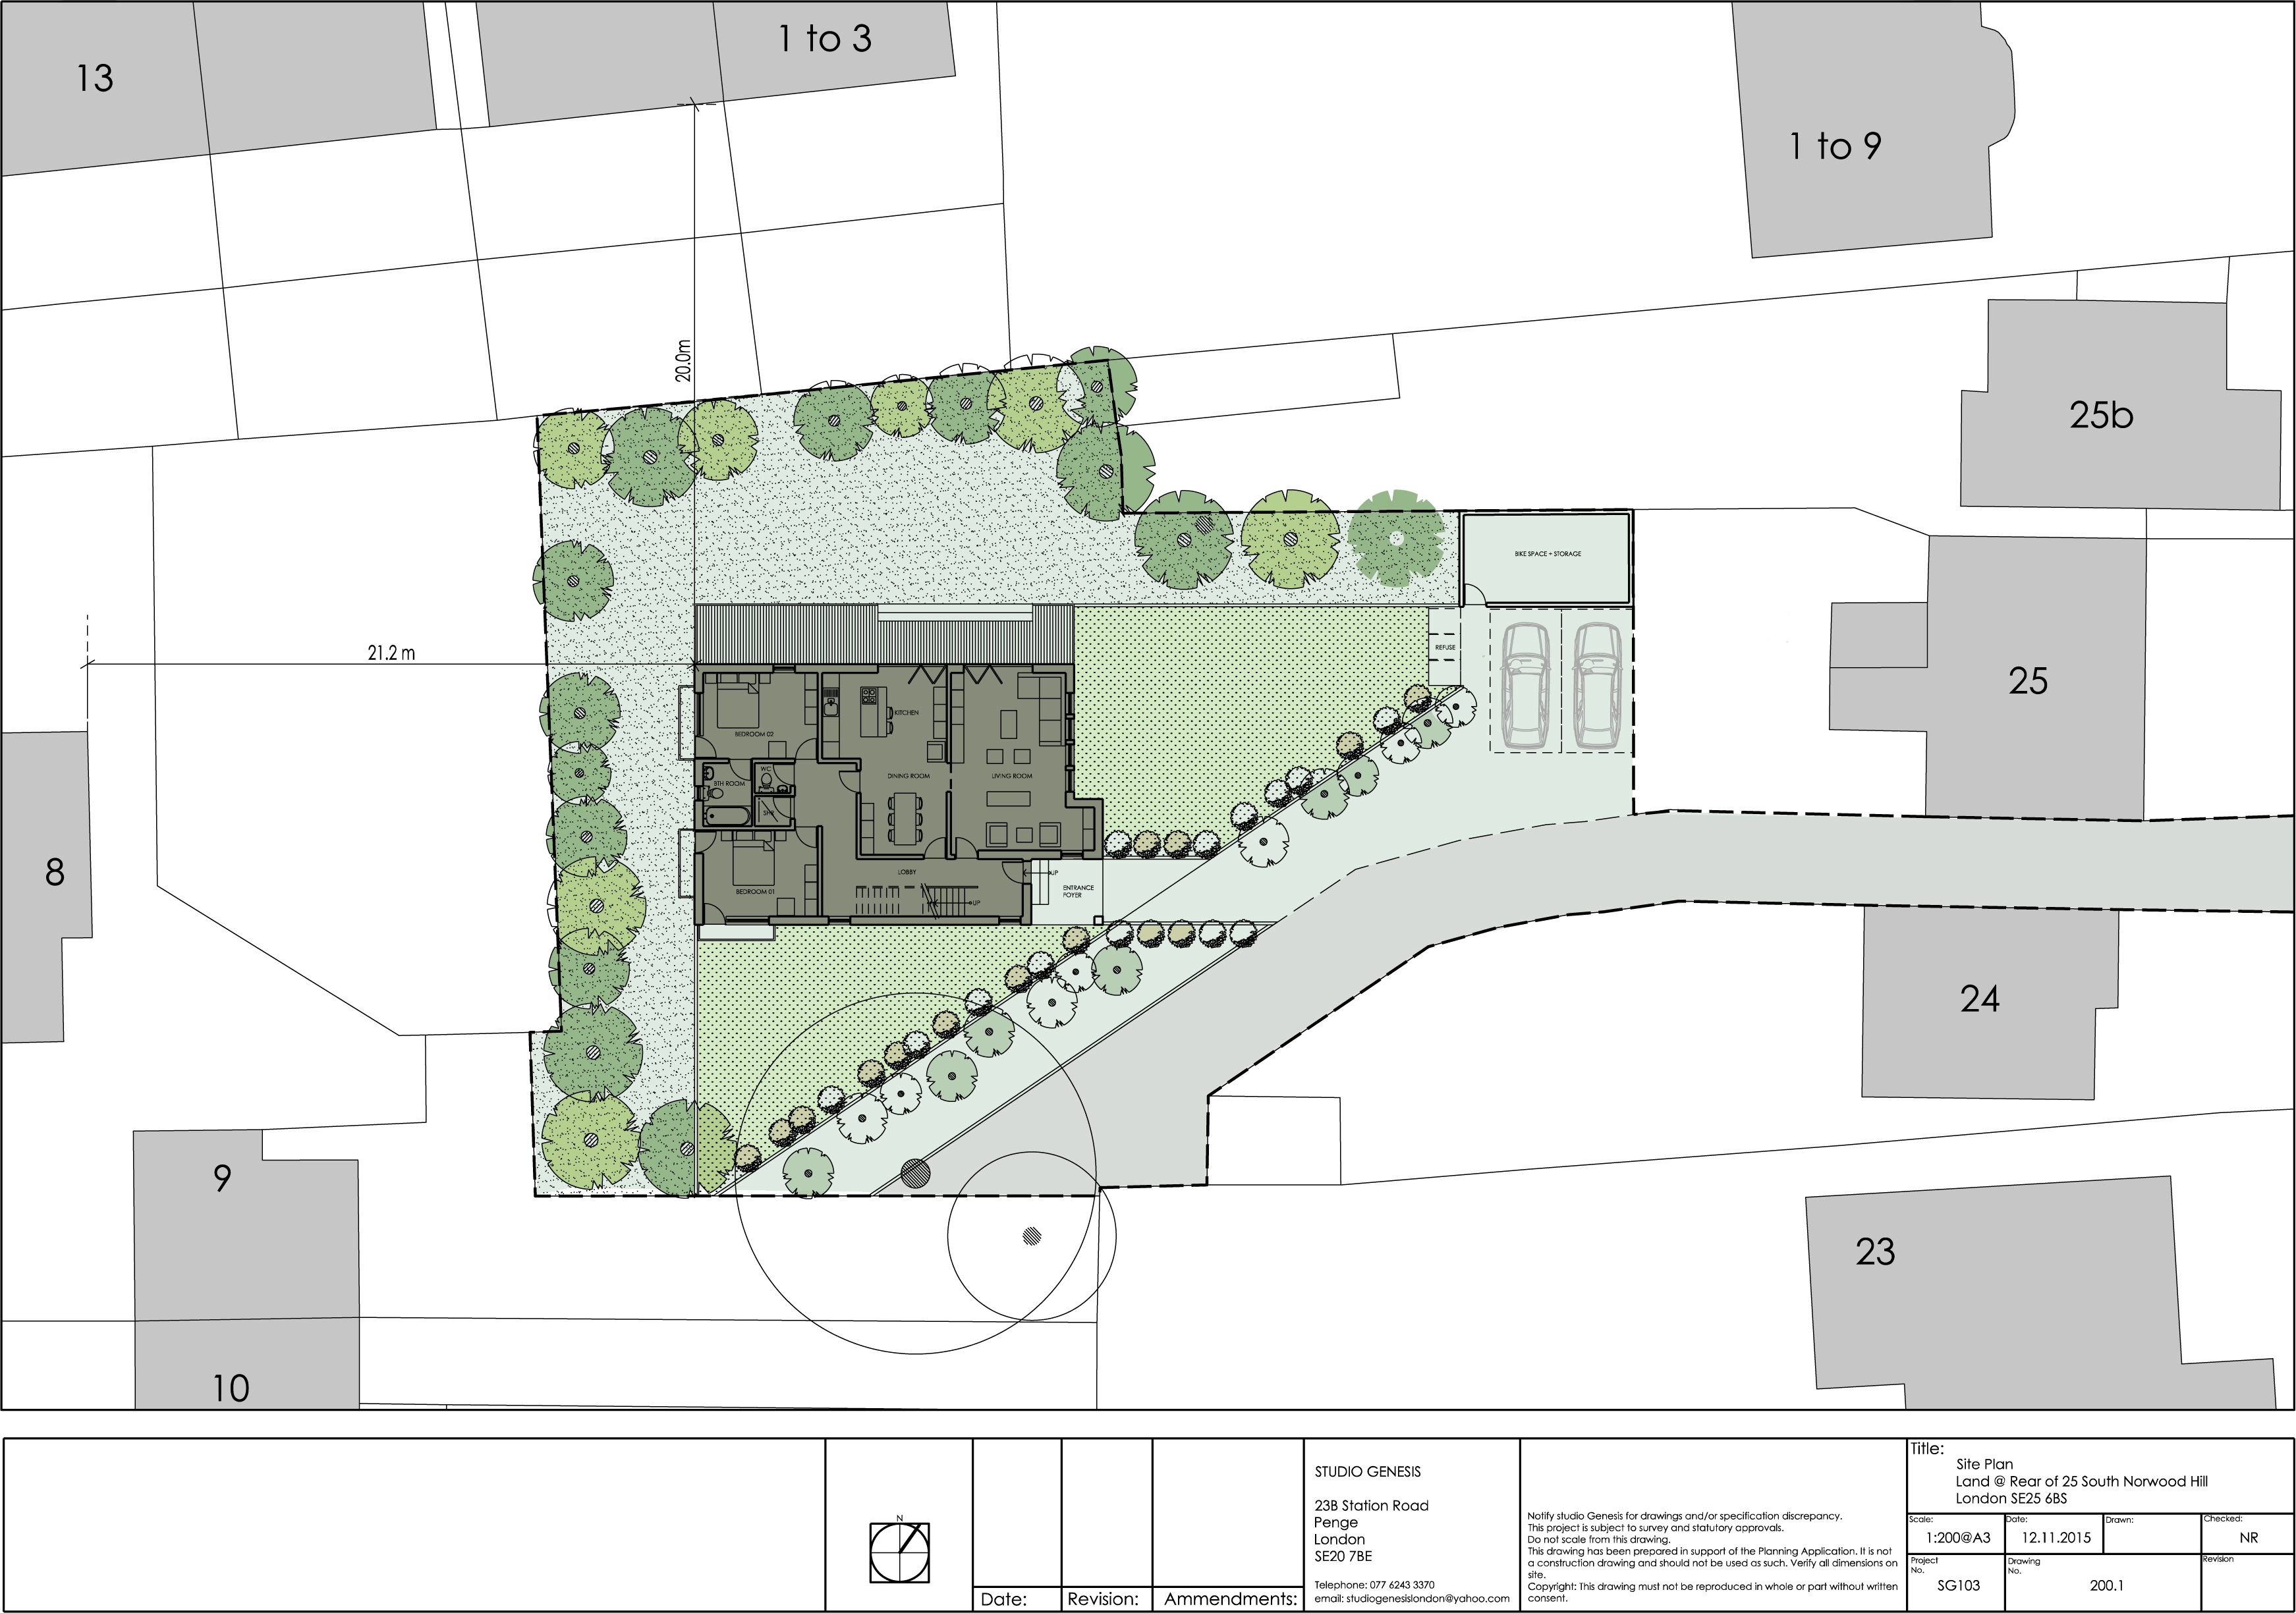 13
1 to 3
1 to 9
20.0m
25b
BIKE SPACE + STORAGE
21.2 m
REFUSE
25
KITCHEN
BEDROOM 02
WC
BTH ROOM
DINING ROOM
LIVING ROOM
SHR
8
LOBBY
UP
BEDROOM 01
ENTRANCE
FOYER
UP
24
9
23
10
N
Date:
Revision:
Ammendments:
STUDIO GENESIS
23B Station Road
Penge
London
SE20 7BE
Telephone: 077 6243 3370
email: studiogenesislondon@yahoo.com
Notify studio Genesis for drawings and/or specification discrepancy.
This project is subject to survey and statutory approvals.
Do not scale from this drawing.
This drawing has been prepared in support of the Planning Application. It is not
a construction drawing and should not be used as such. Verify all dimensions on
site.
Copyright: This drawing must not be reproduced in whole or part without written
consent.
Title:
Site Plan
Land @ Rear of 25 South Norwood Hill
London SE25 6BS
Scale:
1:200@A3
Date:
12.11.2015
Drawn:
Checked:
NR
Project
No.
SG103
Drawing
No.
200.1
Revision